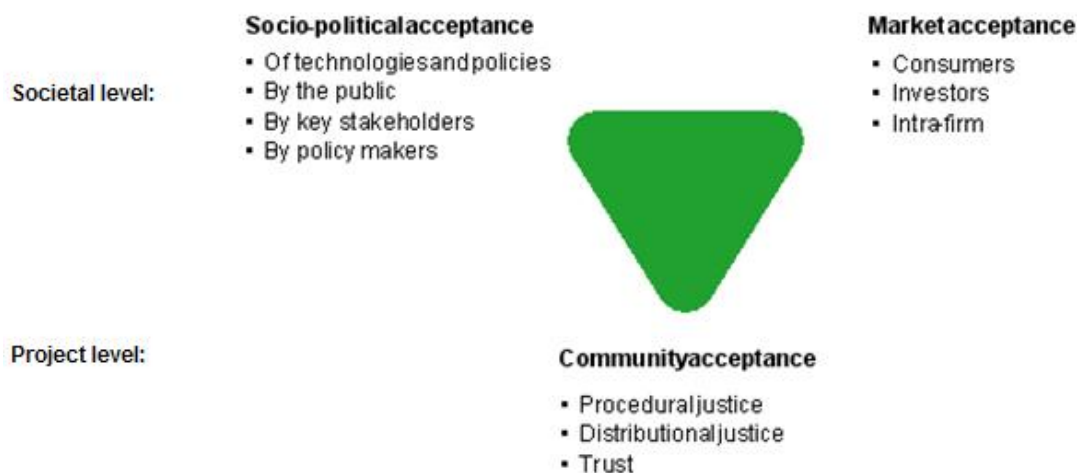 Socio-political acceptance
▪ Of technologies and policies
▪ By the public
▪ By key stakeholders
▪ By policy makers
Market acceptance
▪ Consumers
▪ Investors
▪ Intra-firm
Societal level:
Project level:
Community acceptance
▪ Procedural justice
▪ Distributional justice
▪ Trust